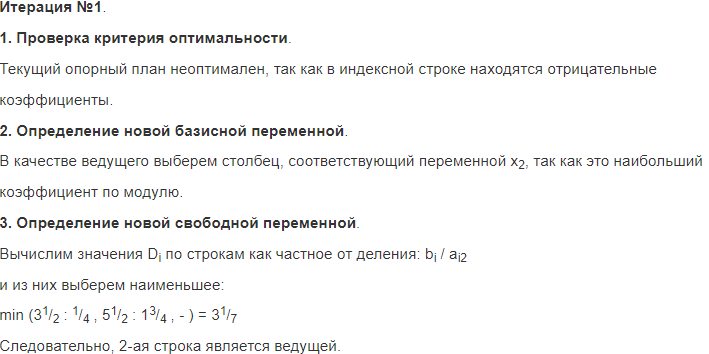 Итерация №1.
1. Проверка критерия оптимальности.
Текущий опорный план неоптимален, так как в индексной строке находятся отрицательные
коэффициенты.
2. Определение новой базисной переменной.
В качестве ведущего выберем столбец, соответствующий переменной x₂, так как это наибольший
коэффициент по модулю.
3. Определение новой свободной переменной.
Вычислим значения Dᵢ по строкам как частное от деления: bᵢ / aᵢ₂
и из них выберем наименьшее:
min (3¹/₂ : ¹/₄ , 5¹/₂ : 1³/₄ , - ) = 3¹/₇
Следовательно, 2-ая строка является ведущей.